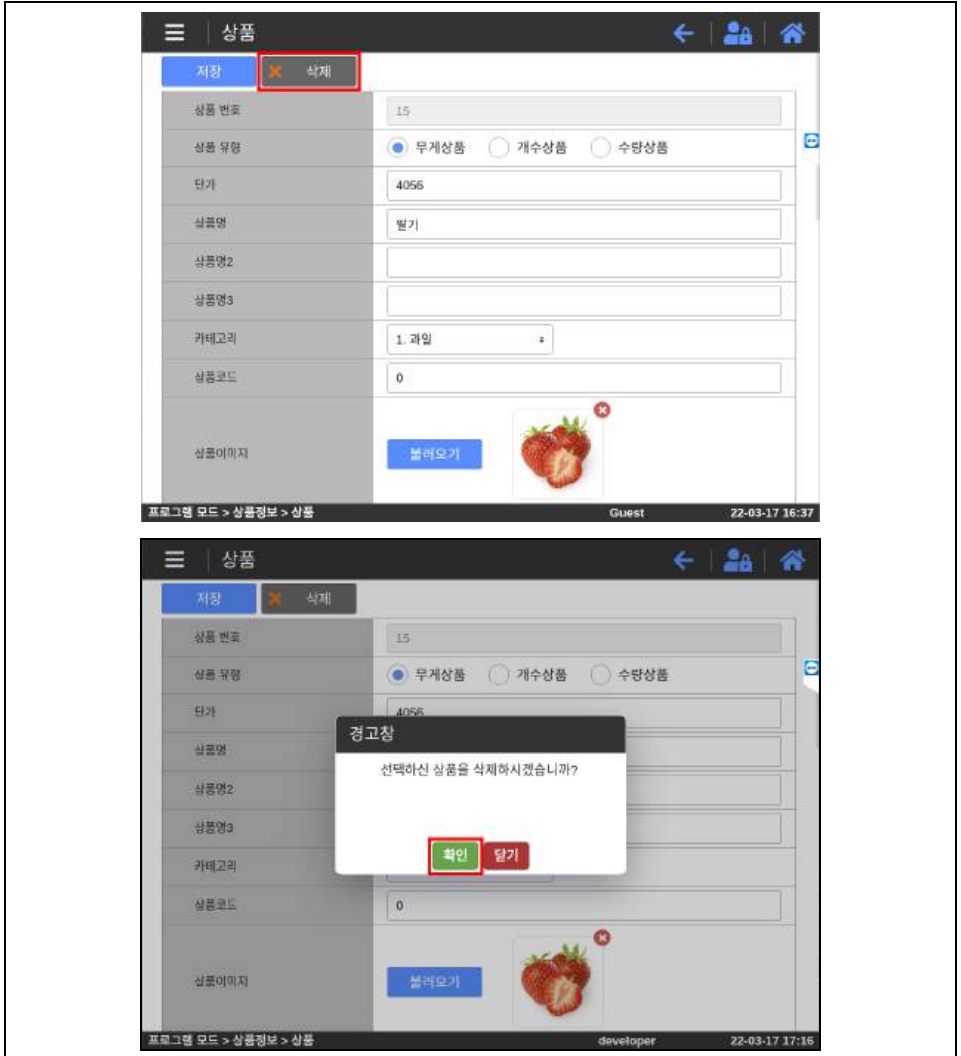 상품
저장 삭제
상품 번호 15
상품 유형 무게상품 개수상품 수량상품
단가 4056
상품명 딸기
상품명2
상품명3
카테고리 1. 과일
상품코드 0
상품이미지 불러오기
프로그램 모드 > 상품정보 > 상품 Guest 22-03-17 16:37
상품
저장 삭제
상품 번호 15
상품 유형 무게상품 개수상품 수량상품
단가 4056
경고창
상품명
선택하신 상품을 삭제하시겠습니까?
상품명2
상품명3
확인 닫기
카테고리
상품코드 0
상품이미지 불러오기
프로그램 모드 > 상품정보 > 상품 developer 22-03-17 17:16